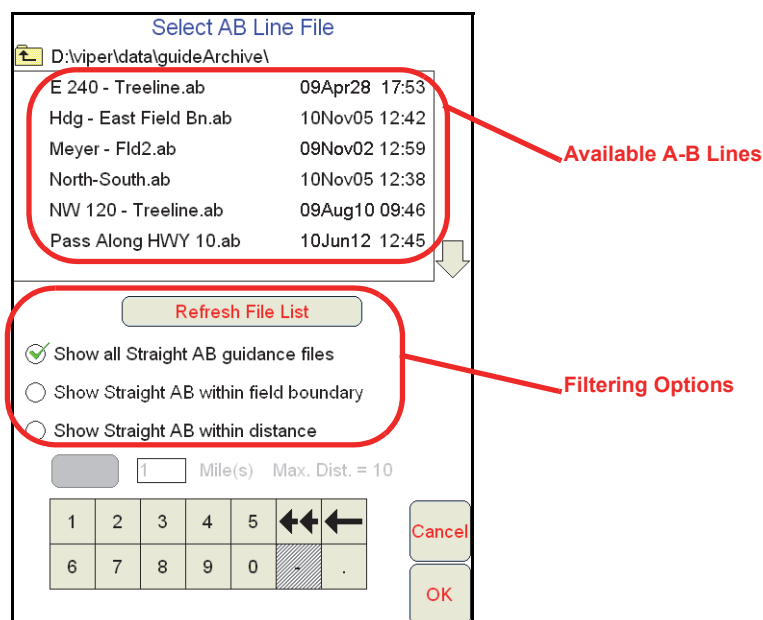 Select AB Line File
D:\viper\data\guideArchive\
E 240 - Treeline.ab 09Apr28 17:53
Hdg - East Field Bn.ab 10Nov05 12:42
Meyer - Fld2.ab 09Nov02 12:59
North-South.ab 10Nov05 12:38
NW 120 - Treeline.ab 09Aug10 09:46
Pass Along HWY 10.ab 10Jun12 12:45
Available A-B Lines
Refresh File List
Show all Straight AB guidance files
Show Straight AB within field boundary
Show Straight AB within distance
Filtering Options
1 Mile(s) Max. Dist. = 10
1 2 3 4 5
6 7 8 9 0 - .
Cancel
OK